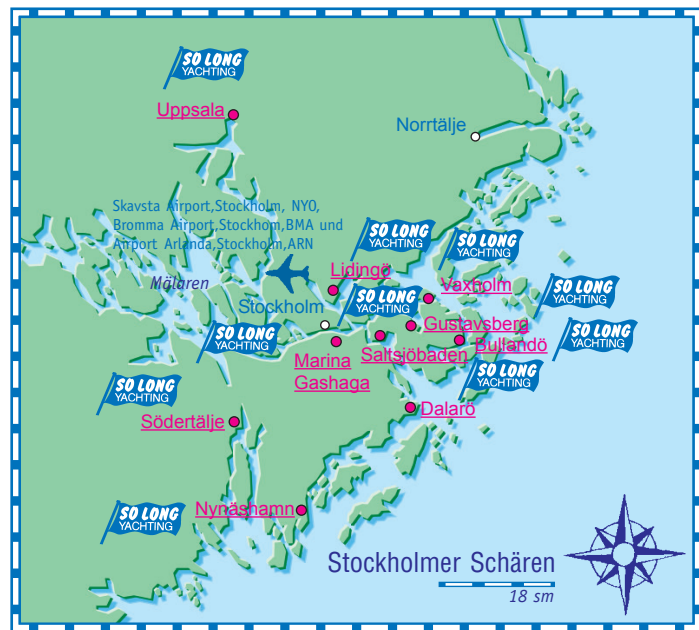 SO LONG
YACHTING
Uppsala
Norrtälje
Skavsta Airport,Stockholm, NYO,
Bromma Airport,Stockhom,BMA und
Airport Arlanda,Stockholm,ARN
SO LONG
YACHTING
SO LONG
YACHTING
Lidingö
Mälaren
Vaxholm
SO LONG
YACHTING
SO LONG
YACHTING
Stockholm
Gustavsberg
SO LONG
YACHTING
SO LONG
YACHTING
Bullandö
Saltsjöbaden
Marina
Gashaga
SO LONG
YACHTING
SO LONG
YACHTING
Dalarö
Södertälje
Nynäshamn
SO LONG
YACHTING
Stockholmer Schären
18 sm